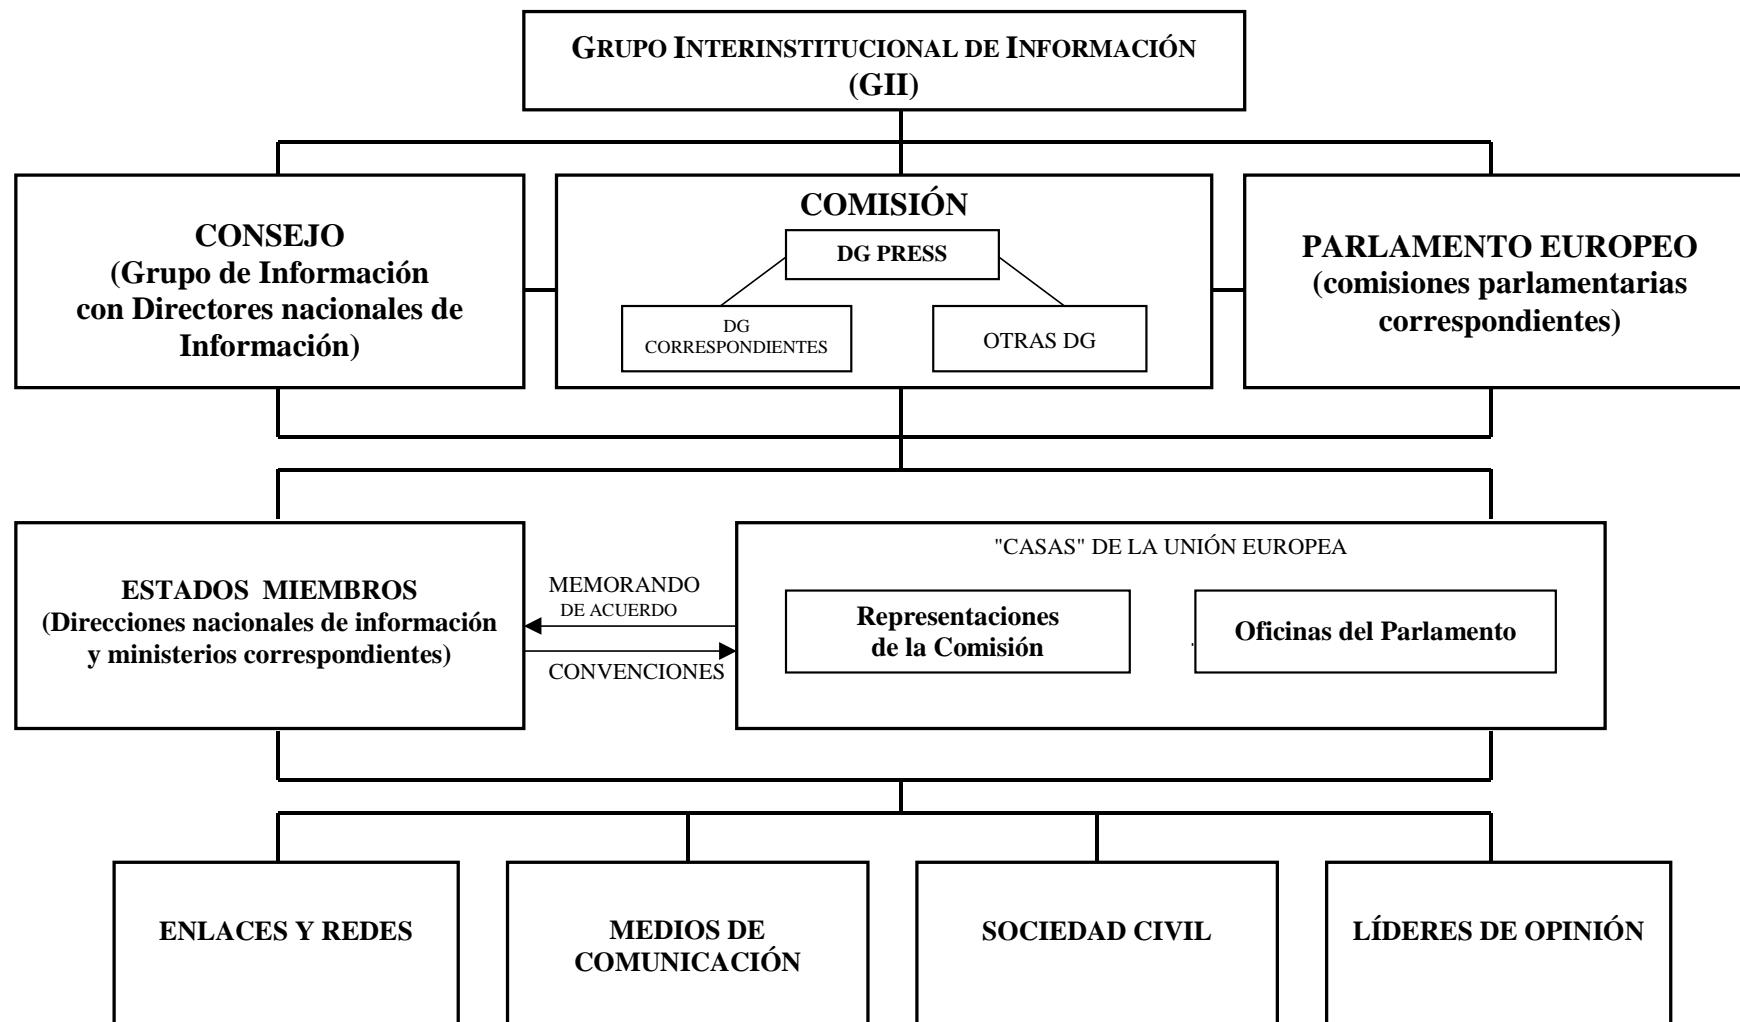 GRUPO INTERINSTITUCIONAL DE INFORMACIÓN
(GII)
CONSEJO
(Grupo de Información
con Directores nacionales de
Información)
COMISIÓN
DG PRESS
DG
CORRESPONDIENTES
OTRAS DG
PARLAMENTO EUROPEO
(comisiones parlamentarias
correspondientes)
ESTADOS MIEMBROS
(Direcciones nacionales de información
y ministerios correspondientes)
MEMORANDO
DE ACUERDO
CONVENCIONES
"CASAS" DE LA UNIÓN EUROPEA
Representaciones
de la Comisión
Oficinas del Parlamento
ENLACES Y REDES
MEDIOS DE
COMUNICACIÓN
SOCIEDAD CIVIL
LÍDERES DE OPINIÓN